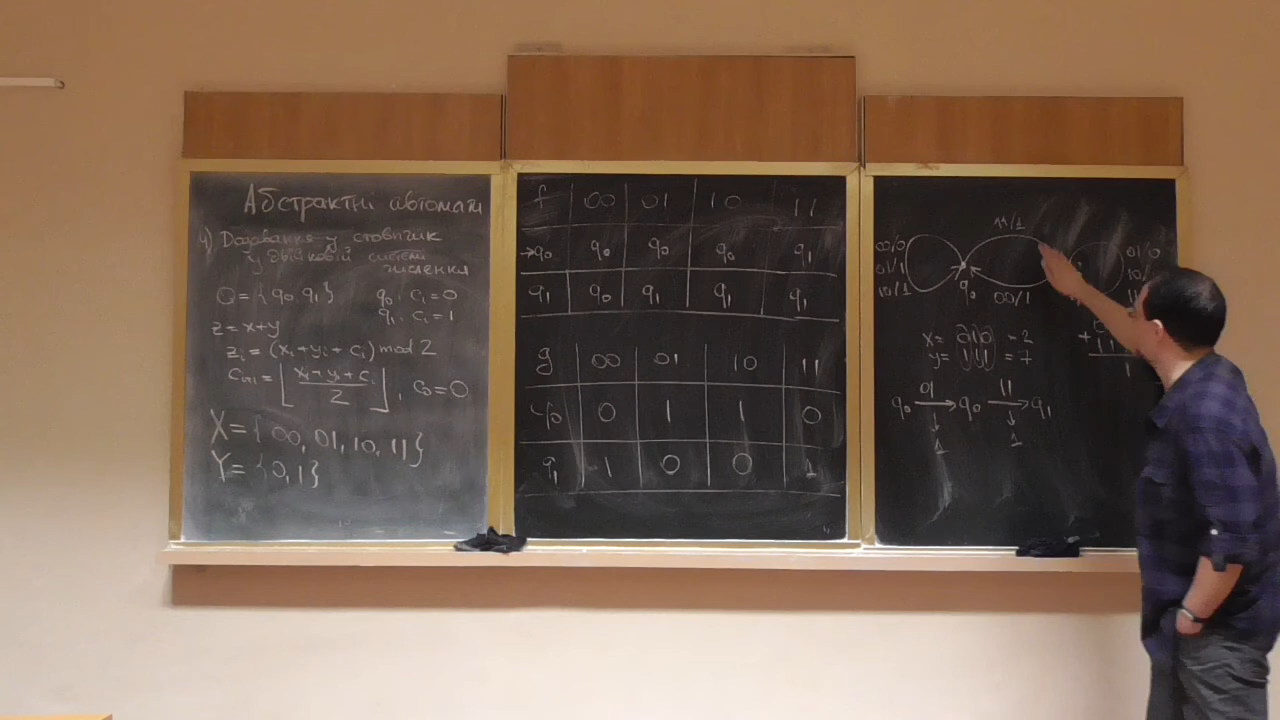 Абстрактні автомати
4) Додавання у стовпчик
у двійковій системі
числення
Q={q₀,q₁} q₀: cᵢ=0
q₁: cᵢ=1
z=x+y
zᵢ=(xᵢ+yᵢ+cᵢ) mod 2
cᵢ₊₁=⌊(xᵢ+yᵢ+cᵢ)/2⌋, c₀=0
X={00,01,10,11}
Y={0,1}
f 00 01 10 11
→q₀ q₀ q₀ q₀ q₁
q₁ q₀ q₁ q₁ q₁
g 00 01 10 11
q₀ 0 1 1 0
q₁ 1 0 0 1
11/1
00/0
01/1
10/1
q₀
00/1
01/0
10/
x= 010 =2
y= 111 =7
+
1
q₀ 01→ q₀ 11→ q₁
↓ ↓
1 1